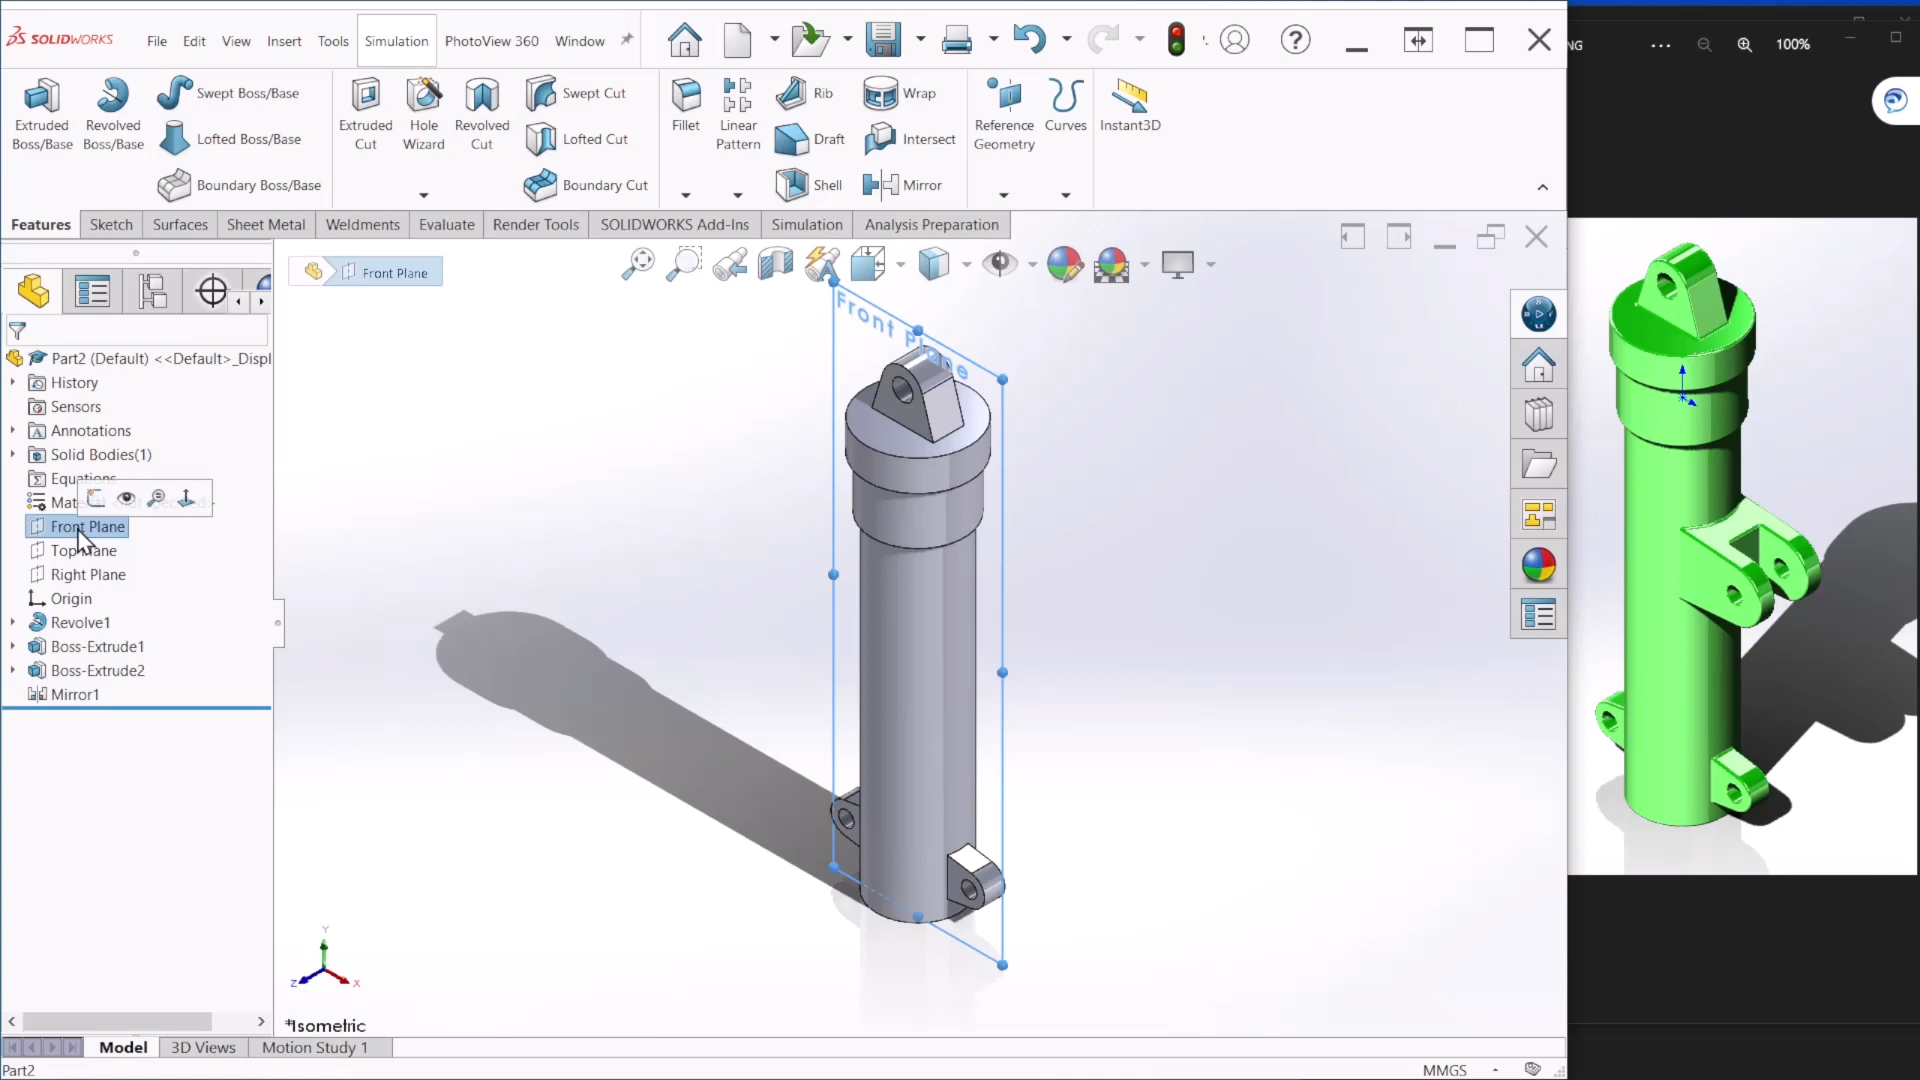 SOLIDWORKS File Edit View Insert Tools Simulation PhotoView 360 Window
NG 100%
Extruded Boss/Base
Revolved Boss/Base
Swept Boss/Base
Lofted Boss/Base
Boundary Boss/Base
Extruded Cut
Hole Wizard
Revolved Cut
Swept Cut
Lofted Cut
Boundary Cut
Fillet
Linear Pattern
Rib
Draft
Shell
Wrap
Intersect
Mirror
Reference Geometry
Curves
Instant3D
Features Sketch Surfaces Sheet Metal Weldments Evaluate Render Tools SOLIDWORKS Add-Ins Simulation Analysis Preparation
Front Plane
Front Plane
Part2 (Default) <<Default>_Displ
History
Sensors
Annotations
Solid Bodies(1)
Equations
Front Plane
Top Plane
Right Plane
Origin
Revolve1
Boss-Extrude1
Boss-Extrude2
Mirror1
Y
Z X
*Isometric
Model 3D Views Motion Study 1
Part2 MMGS